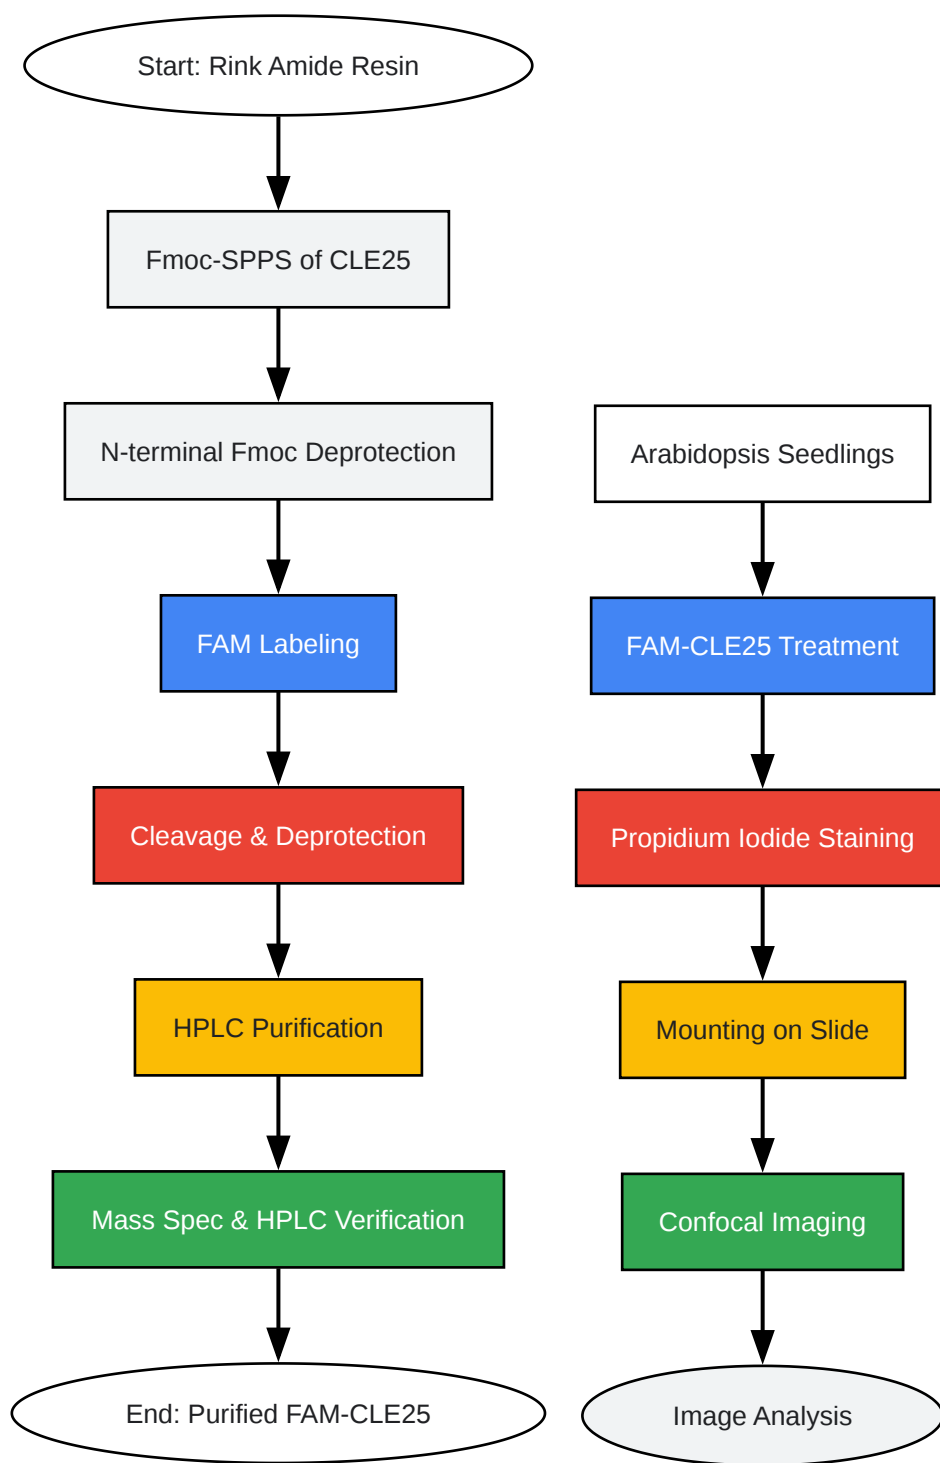 Start: Rink Amide Resin
Fmoc-SPPS of CLE25
N-terminal Fmoc Deprotection
FAM Labeling
Cleavage & Deprotection
HPLC Purification
Mass Spec & HPLC Verification
End: Purified FAM-CLE25
Arabidopsis Seedlings
FAM-CLE25 Treatment
Propidium Iodide Staining
Mounting on Slide
Confocal Imaging
Image Analysis